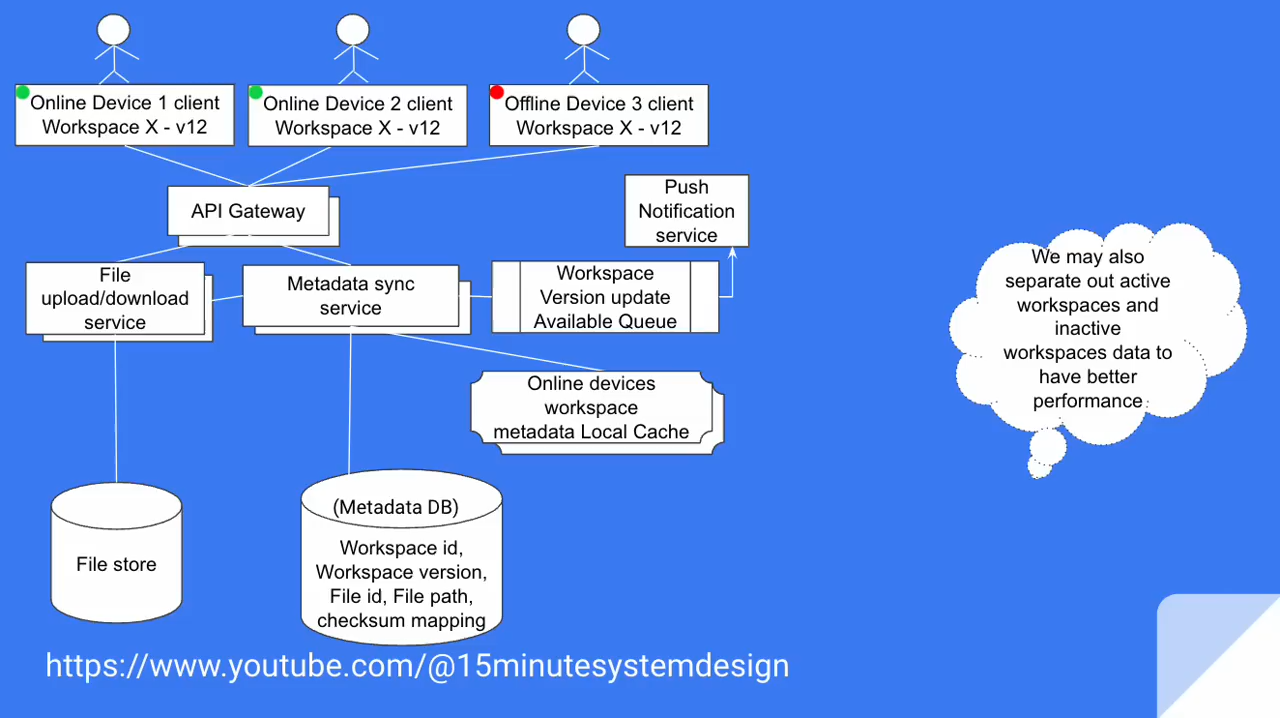 Online Device 1 client
Workspace X - v12
Online Device 2 client
Workspace X - v12
Offline Device 3 client
Workspace X - v12
API Gateway
Push
Notification
service
File
upload/download
service
Metadata sync
service
Workspace
Version update
Available Queue
We may also
separate out active
workspaces and
inactive
workspaces data to
have better
performance
Online devices
workspace
metadata Local Cache
File store
(Metadata DB)
Workspace id,
Workspace version,
File id, File path,
checksum mapping
https://www.youtube.com/@15minutesystemdesign